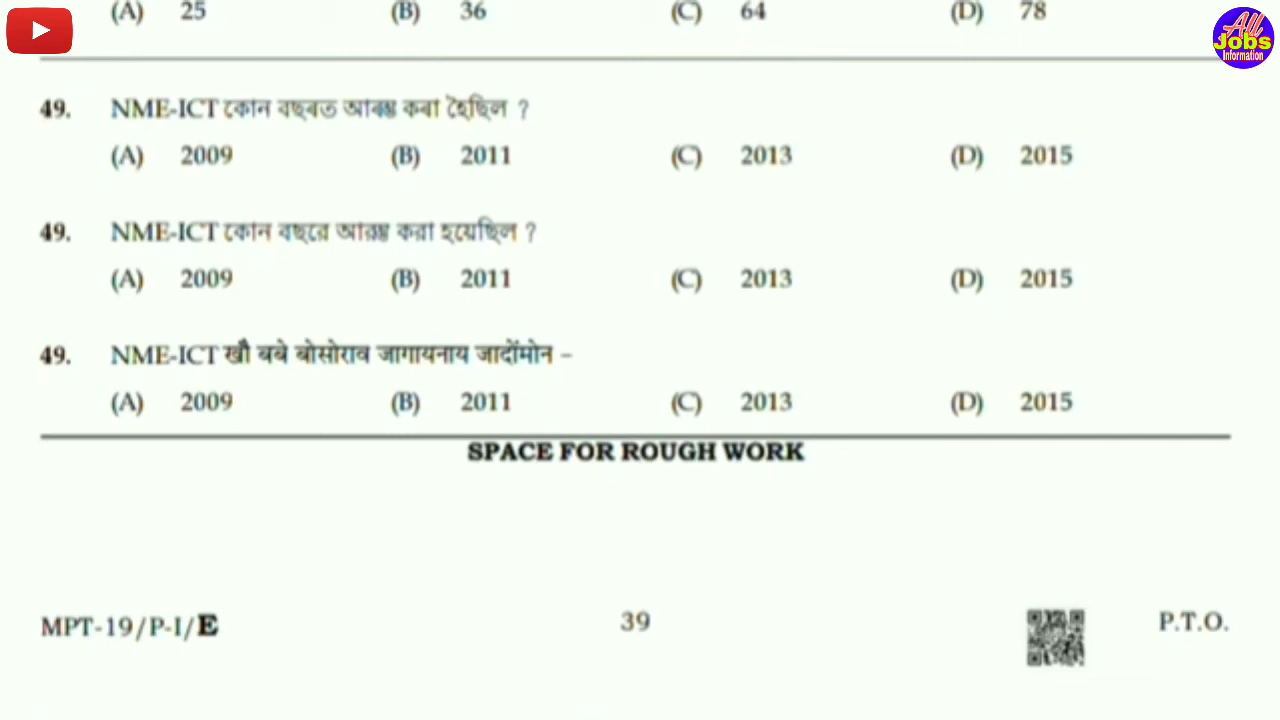 (A) 25 (B) 36 (C) 64 (D) 78
All
Jobs
Information
49. NME-ICT কোন বছৰত আৰম্ভ কৰা হৈছিল ?
(A) 2009 (B) 2011 (C) 2013 (D) 2015
49. NME-ICT কোন বছরে আরম্ভ করা হয়েছিল ?
(A) 2009 (B) 2011 (C) 2013 (D) 2015
49. NME-ICT खौ बबे बोसोराव जागायनाय जादोंमोन –
(A) 2009 (B) 2011 (C) 2013 (D) 2015
SPACE FOR ROUGH WORK
MPT-19/P-I/E 39 P.T.O.